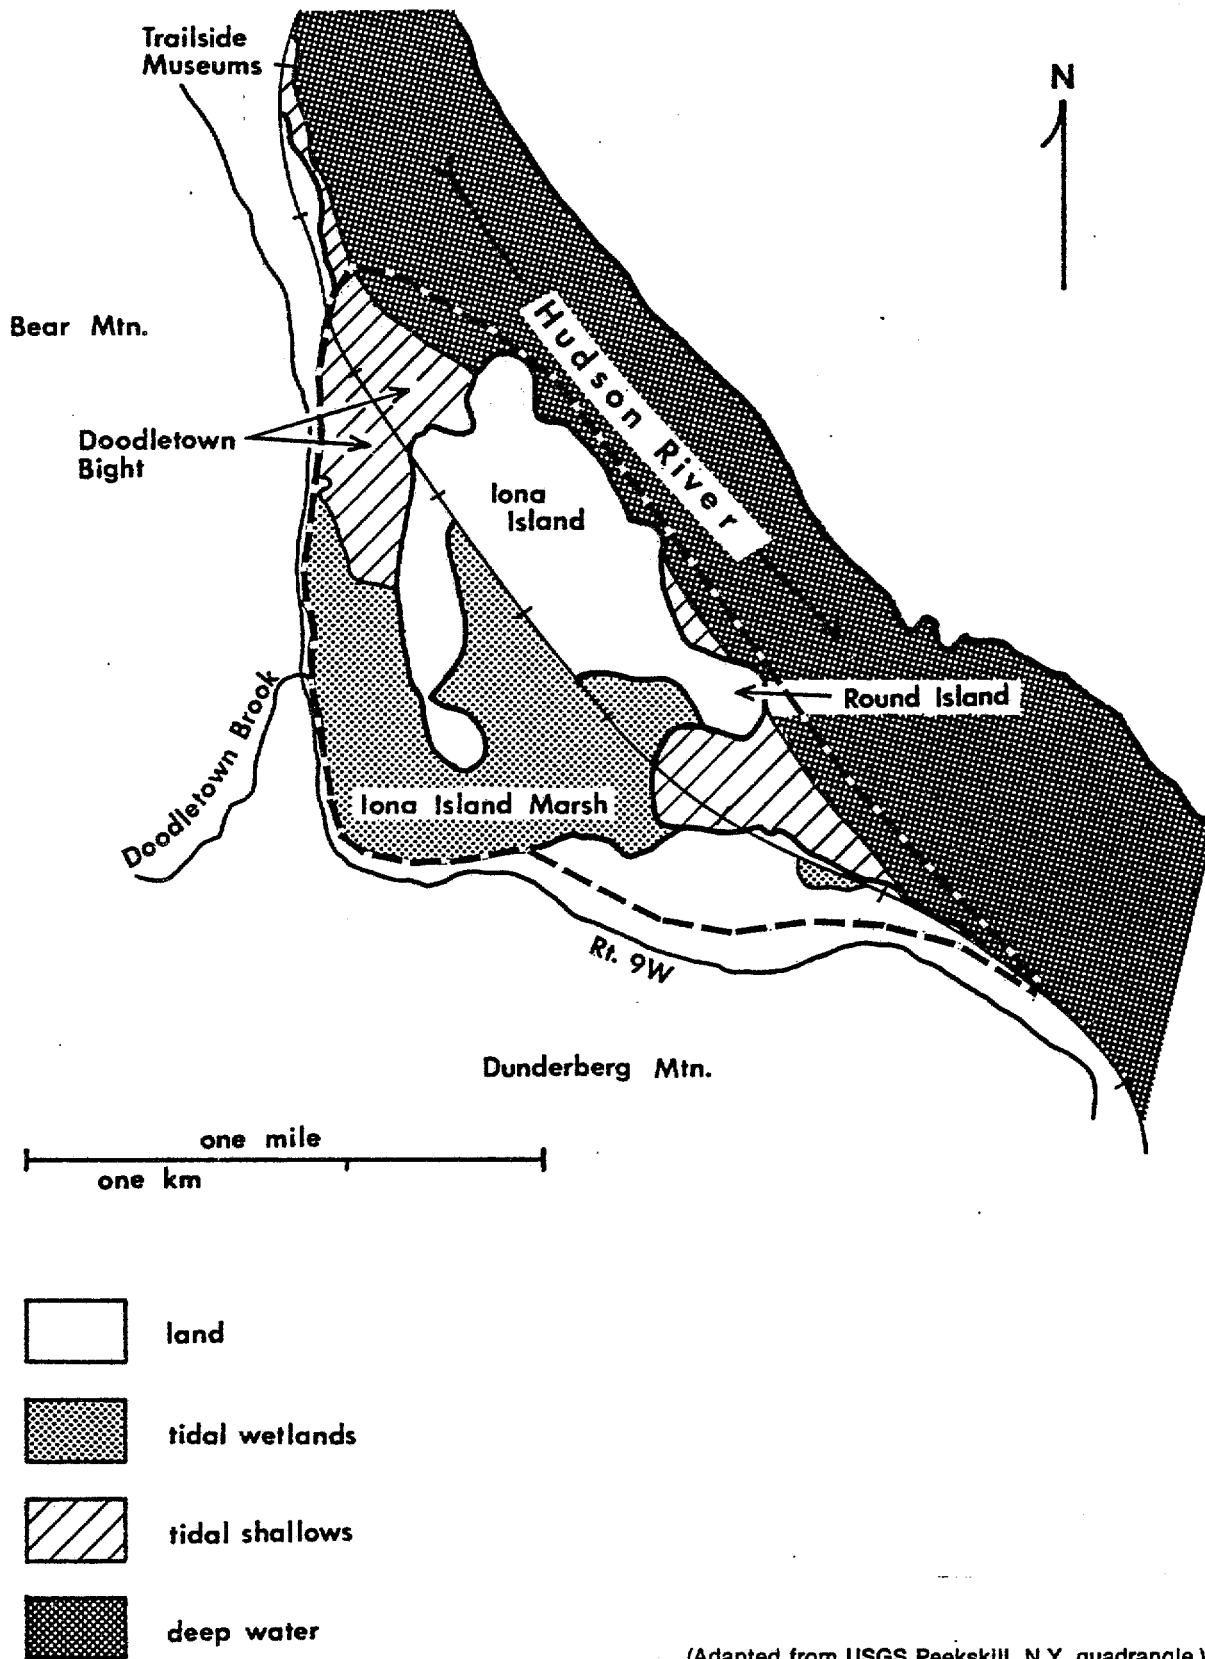 Trailside
Museums
N
Bear Mtn.
Hudson River
Doodletown
Bight
Iona
Island
Round Island
Doodletown Brook
Iona Island Marsh
Rt. 9W
Dunderberg Mtn.
one mile
one km
land
tidal wetlands
tidal shallows
deep water
(Adapted from USGS Peekskill, N.Y. quadrangle.)